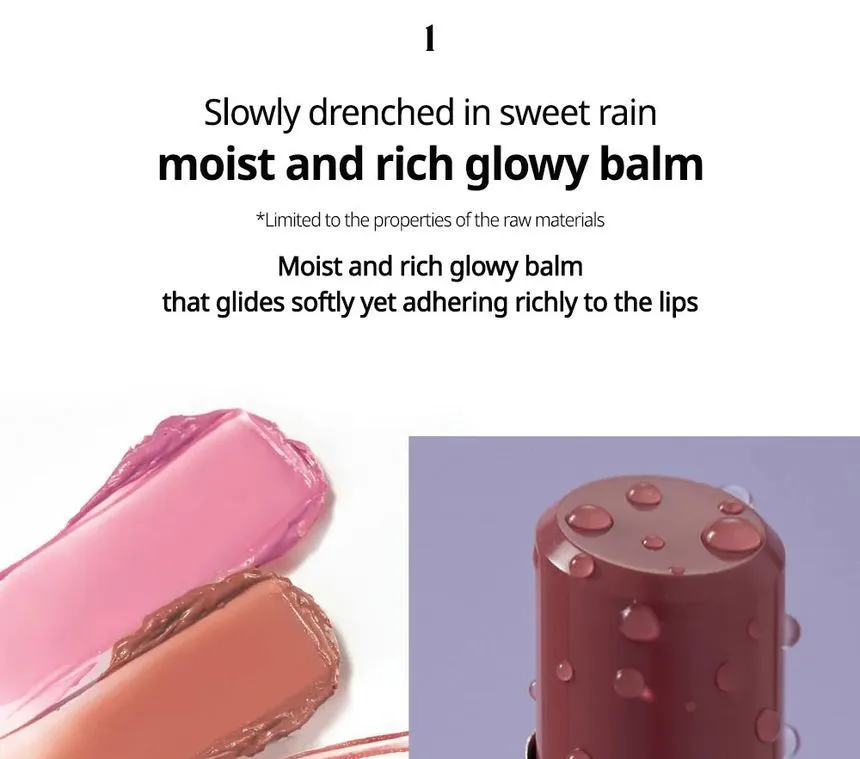 1
Slowly drenched in sweet rain
moist and rich glowy balm
*Limited to the properties of the raw materials
Moist and rich glowy balm
that glides softly yet adhering richly to the lips